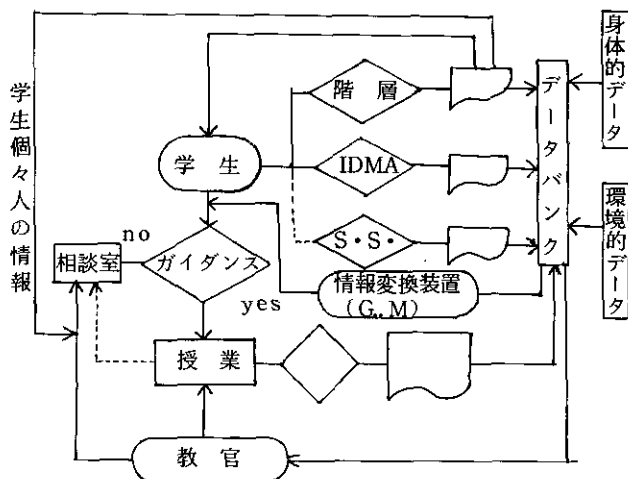 階層
身体的データ
データバンク
学生個々人の情報
学生
IDMA
環境的データ
no
S・S・
相談室
ガイダンス
情報変換装置
(G., M)
yes
授業
教官